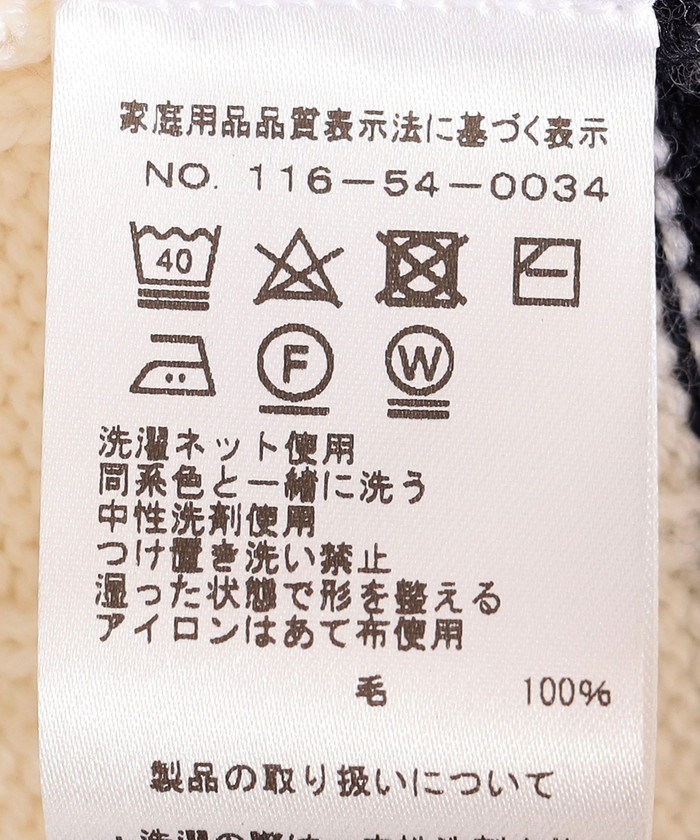 家庭用品品質表示法に基づく表示
NO. 116-54-0034
40
F W
洗濯ネット使用
同系色と一緒に洗う
中性洗剤使用
つけ置き洗い禁止
湿った状態で形を整える
アイロンはあて布使用
毛 100%
製品の取り扱いについて